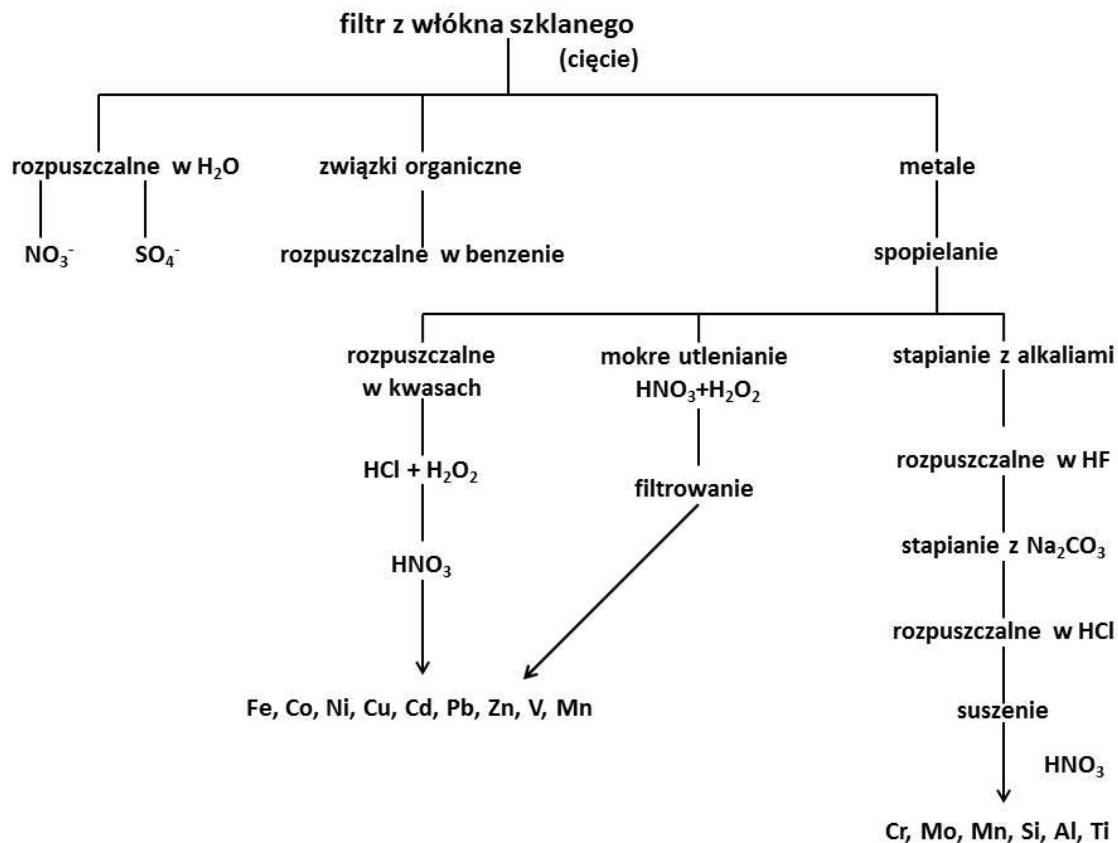 filtr z włókna szklanego
(cięcie)
rozpuszczalne w H₂O
związki organiczne
metale
NO₃⁻
SO₄⁻
rozpuszczalne w benzenie
spopielanie
rozpuszczalne
w kwasach
mokre utlenianie
HNO₃+H₂O₂
stapianie z alkaliami
HCl + H₂O₂
filtrowanie
rozpuszczalne w HF
HNO₃
stapianie z Na₂CO₃
rozpuszczalne w HCl
Fe, Co, Ni, Cu, Cd, Pb, Zn, V, Mn
suszenie
HNO₃
Cr, Mo, Mn, Si, Al, Ti